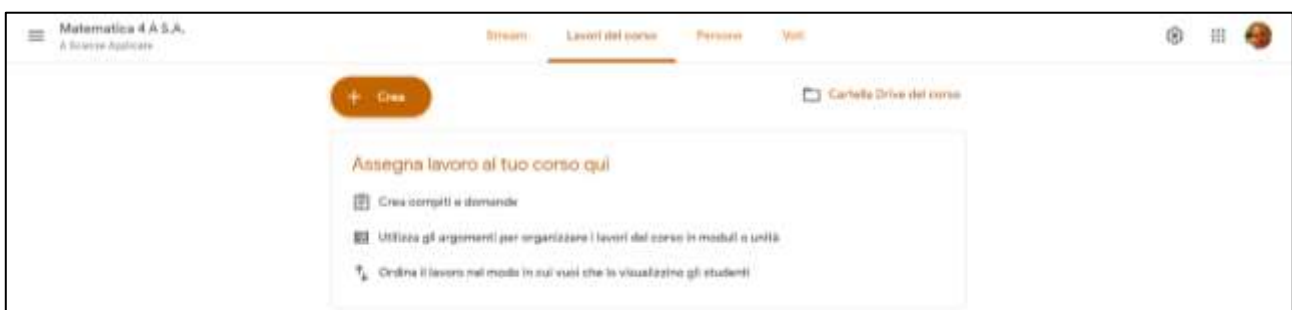 Matematica 4 A S.A.
A Scienze Applicate
Stream Lavori del corso Persone Voti
+ Crea
Cartella Drive del corso
Assegna lavoro al tuo corso qui
Crea compiti e domande
Utilizza gli argomenti per organizzare i lavori del corso in moduli o unità
Ordina il lavoro nel modo in cui vuoi che lo visualizzino gli studenti